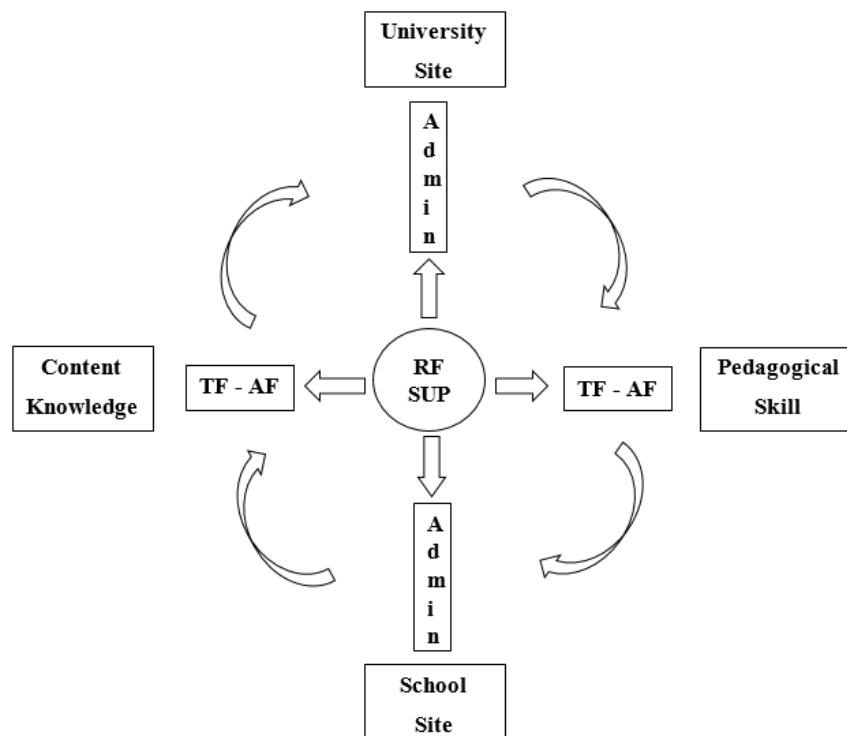 University
Site
A
d
m
i
n
Content
Knowledge
TF - AF
RF
SUP
TF - AF
Pedagogical
Skill
A
d
m
i
n
School
Site